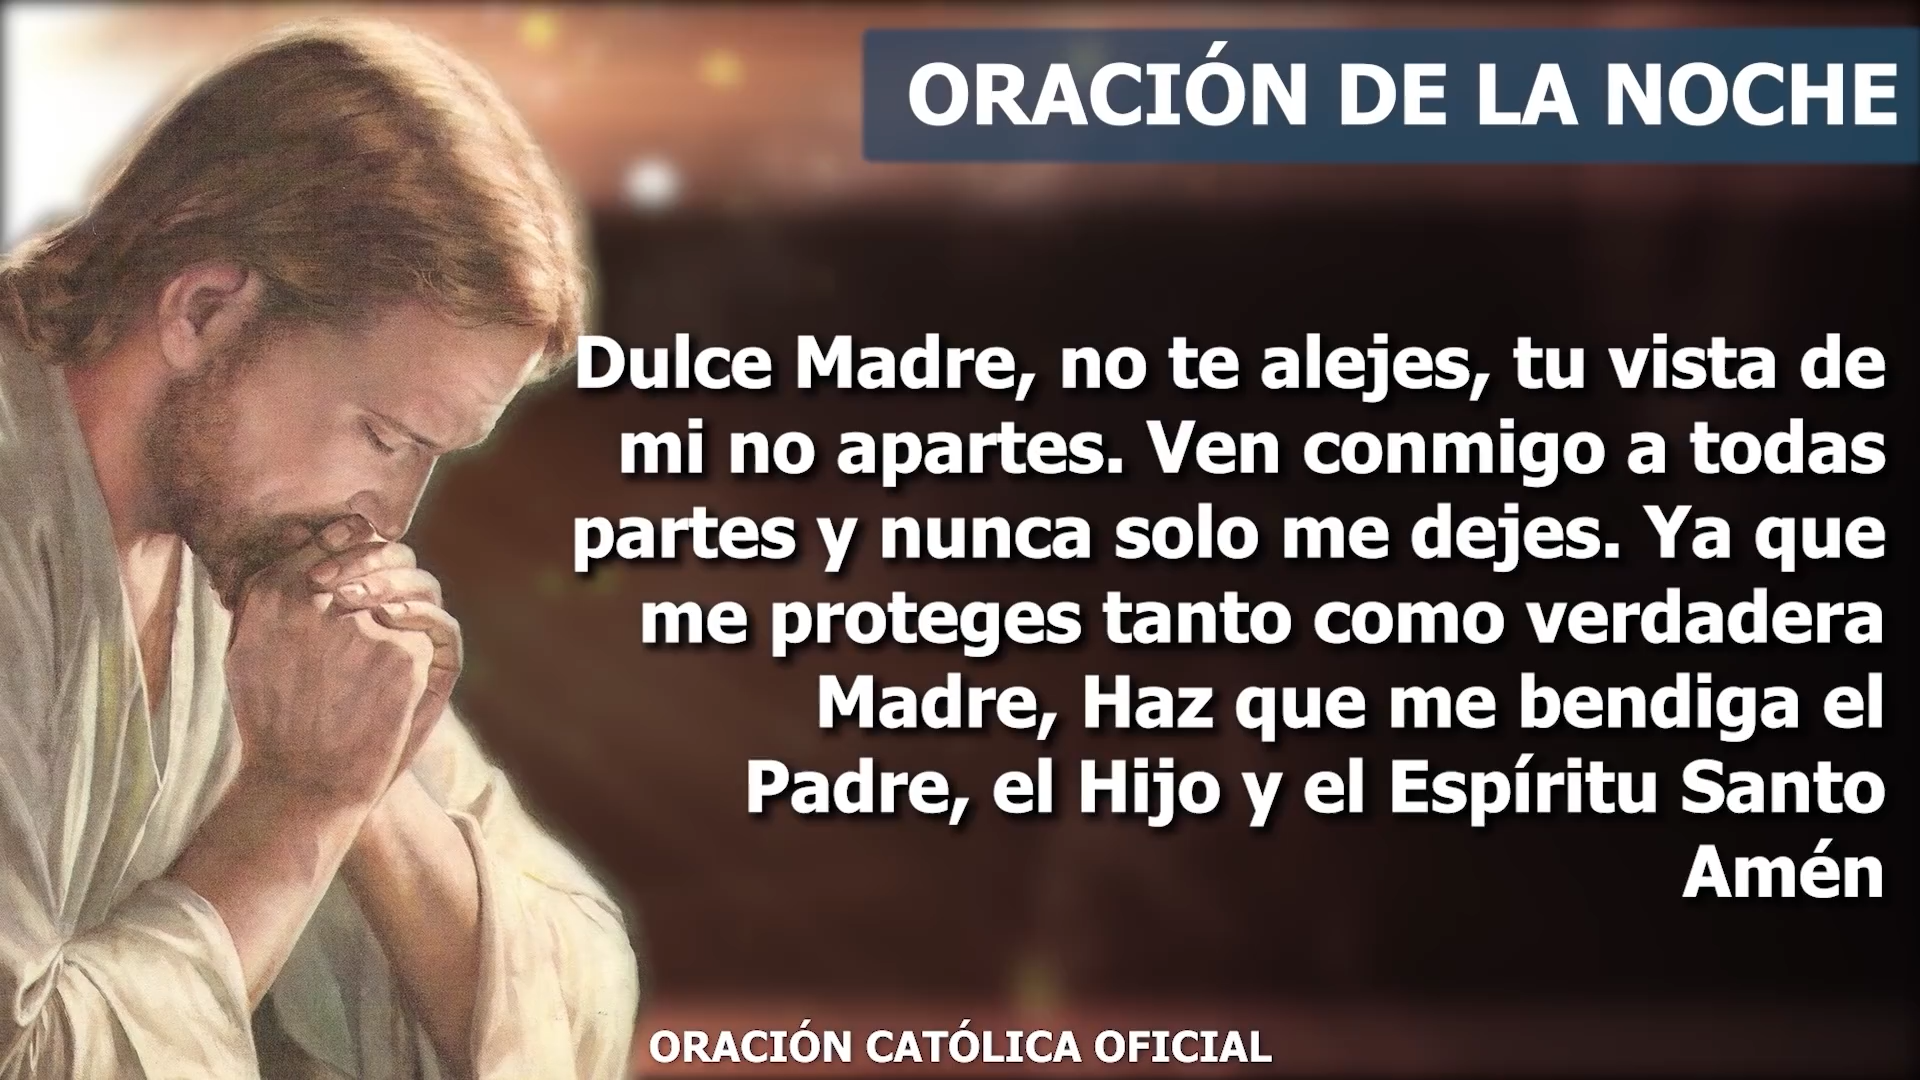 ORACIÓN DE LA NOCHE
Dulce Madre, no te alejes, tu vista de
mi no apartes. Ven conmigo a todas
partes y nunca solo me dejes. Ya que
me proteges tanto como verdadera
Madre, Haz que me bendiga el
Padre, el Hijo y el Espíritu Santo
Amén
ORACIÓN CATÓLICA OFICIAL